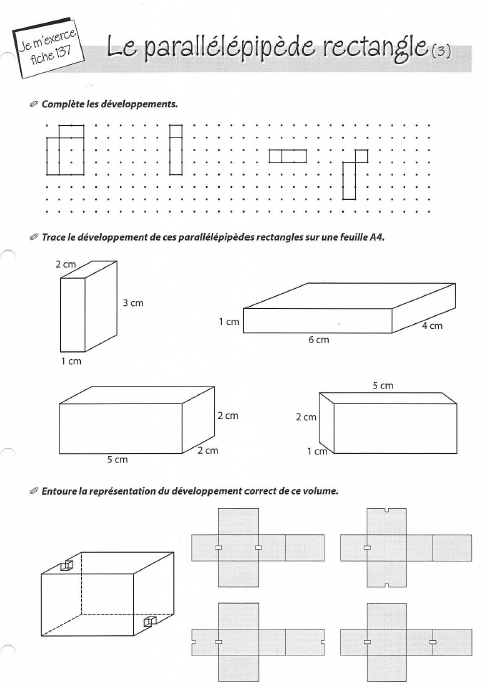 Je m'exerce
fiche 137
Le parallélépipède rectangle (3)
Complète les développements.
Trace le développement de ces parallélépipèdes rectangles sur une feuille A4.
2 cm
3 cm
1 cm
1 cm
6 cm
4 cm
2 cm
2 cm
5 cm
5 cm
2 cm
1 cm
Entoure la représentation du développement correct de ce volume.